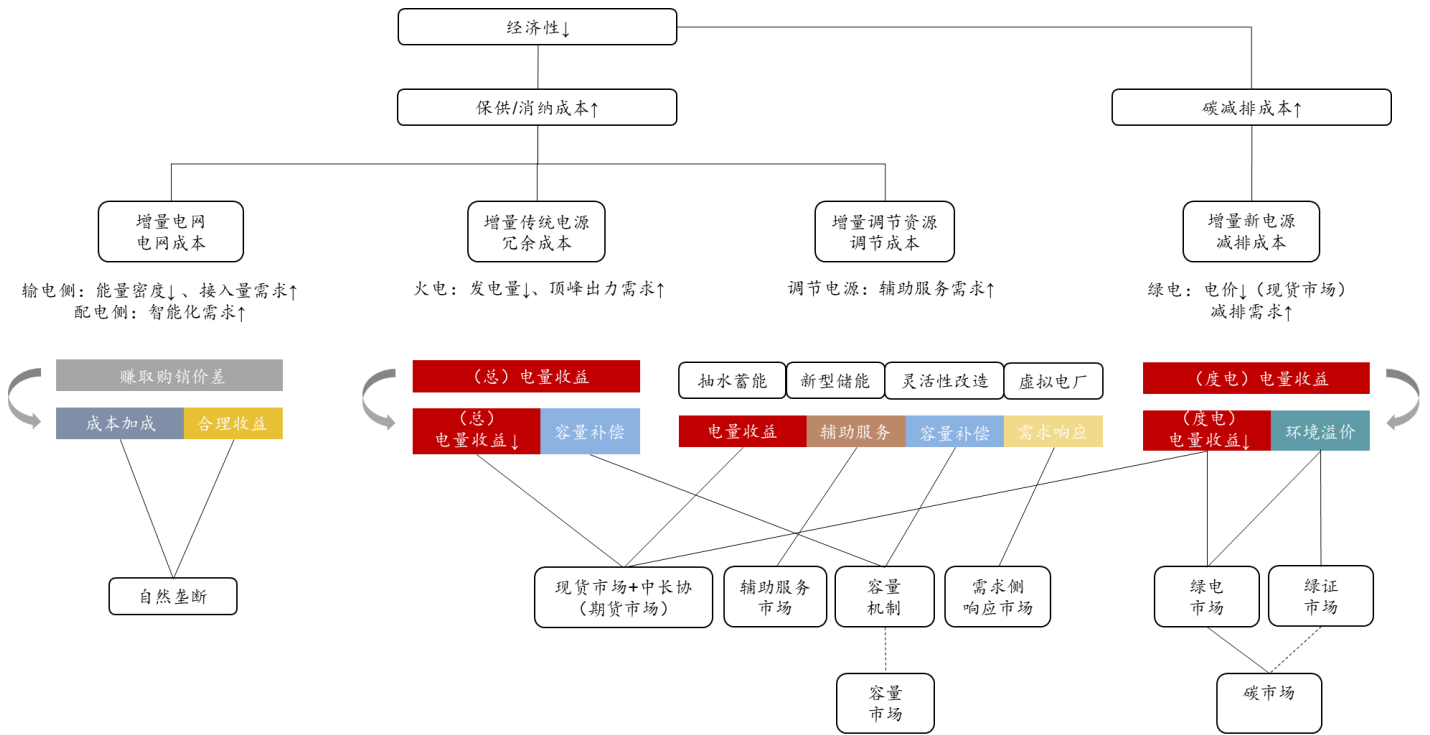 经济性↓
保供/消纳成本↑
碳减排成本↑
增量电网
电网成本
增量传统电源
冗余成本
增量调节资源
调节成本
增量新电源
减排成本
输电侧：能量密度↓、接入量需求↑
配电侧：智能化需求↑
火电：发电量↓、顶峰出力需求↑
调节电源：辅助服务需求↑
绿电：电价↓（现货市场）
减排需求↑
赚取购销价差
成本加成
合理收益
（总）电量收益
（总）
电量收益↓
容量补偿
抽水蓄能
新型储能
灵活性改造
虚拟电厂
电量收益
辅助服务
容量补偿
需求响应
（度电）电量收益
（度电）
电量收益↓
环境溢价
自然垄断
现货市场+中长协
（期货市场）
辅助服务
市场
容量
机制
需求侧
响应市场
绿电
市场
绿证
市场
容量
市场
碳市场